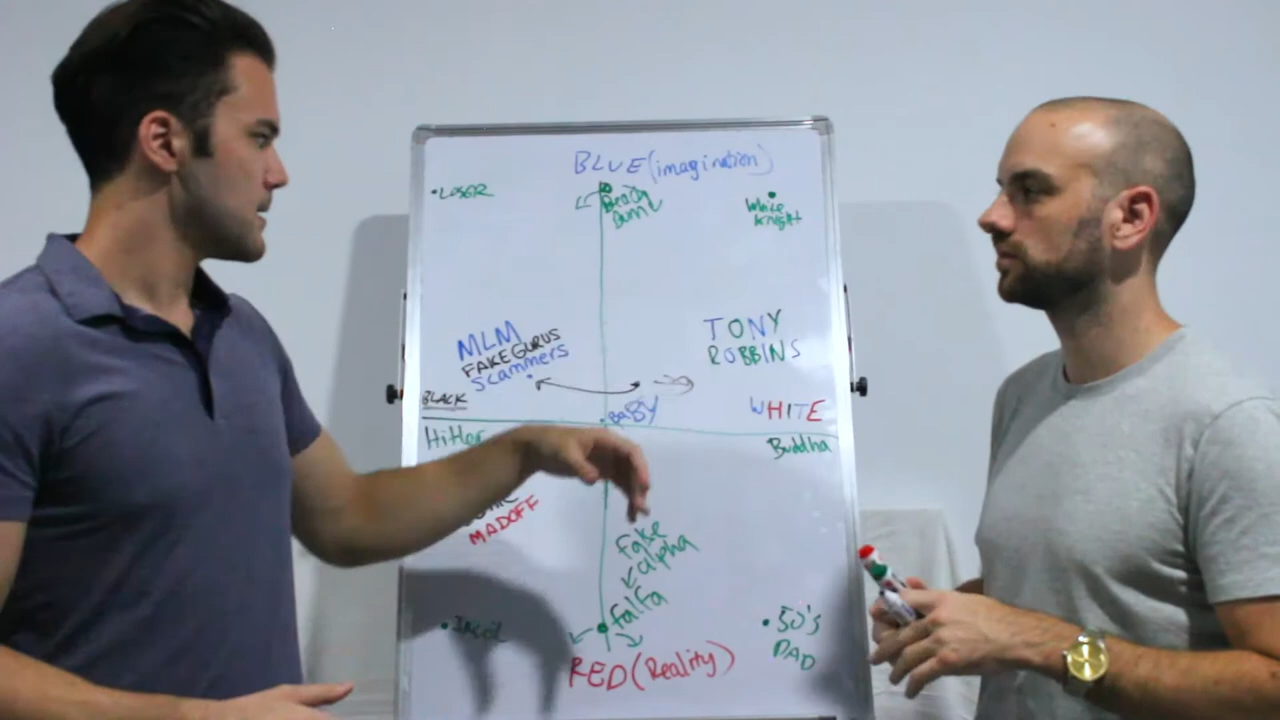 BLUE (imagination)
• LOSER
Beach
Bum
White
Knight
MLM
FAKE GURUS
Scammers
TONY
ROBBINS
BLACK
BABY
WHITE
Hitler
Buddha
MADOFF
Fake
alpha
falfa
50's
DAD
RED (Reality)